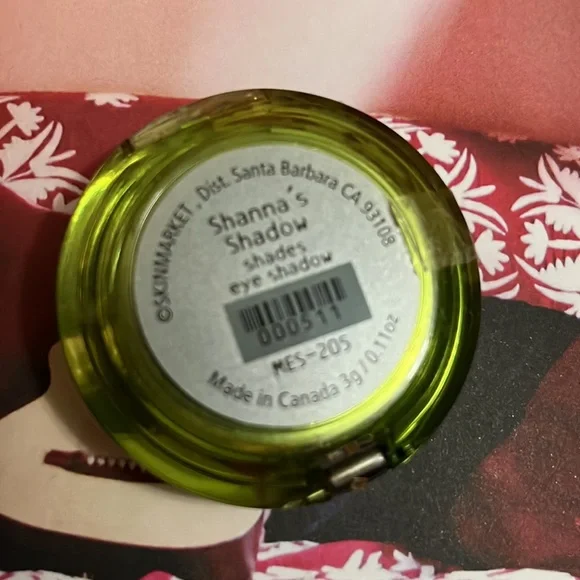 ©SKINMARKET . Dist. Santa Barbara CA 93108
Shanna's
Shadow
shades
eye shadow
000511
MES-205
Made in Canada 3g / 0.11oz